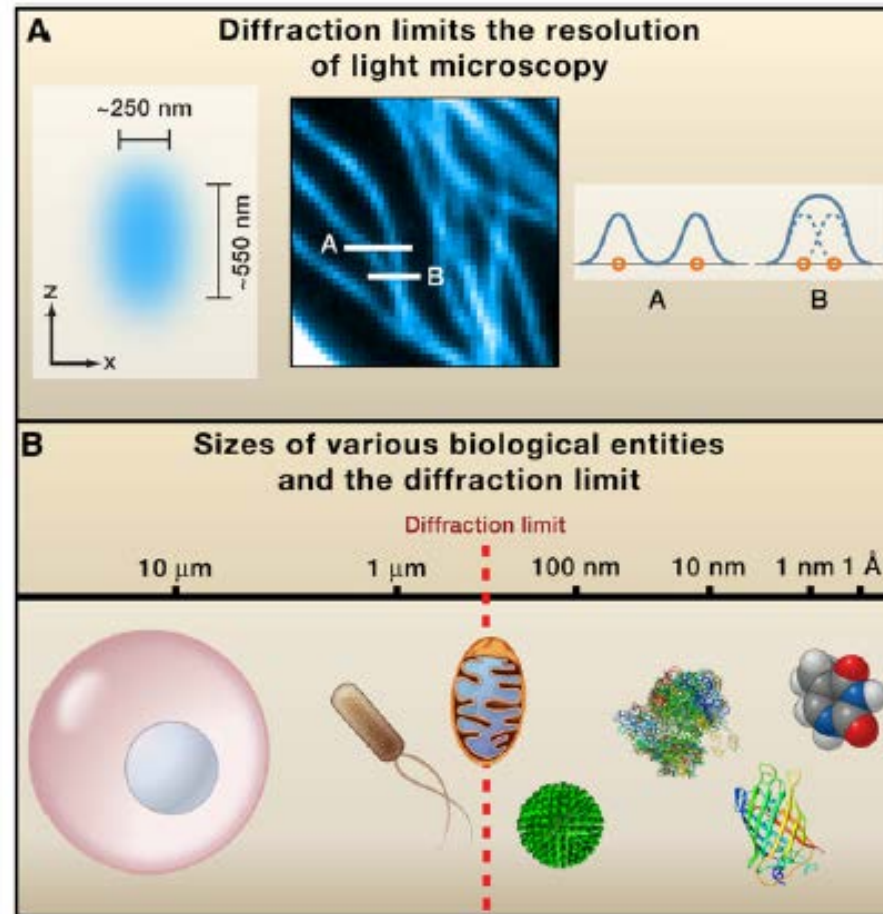 A
Diffraction limits the resolution
of light microscopy
~250 nm
~550 nm
z
x
A
B
A
B
B
Sizes of various biological entities
and the diffraction limit
Diffraction limit
10 μm 1 μm 100 nm 10 nm 1 nm 1 Å